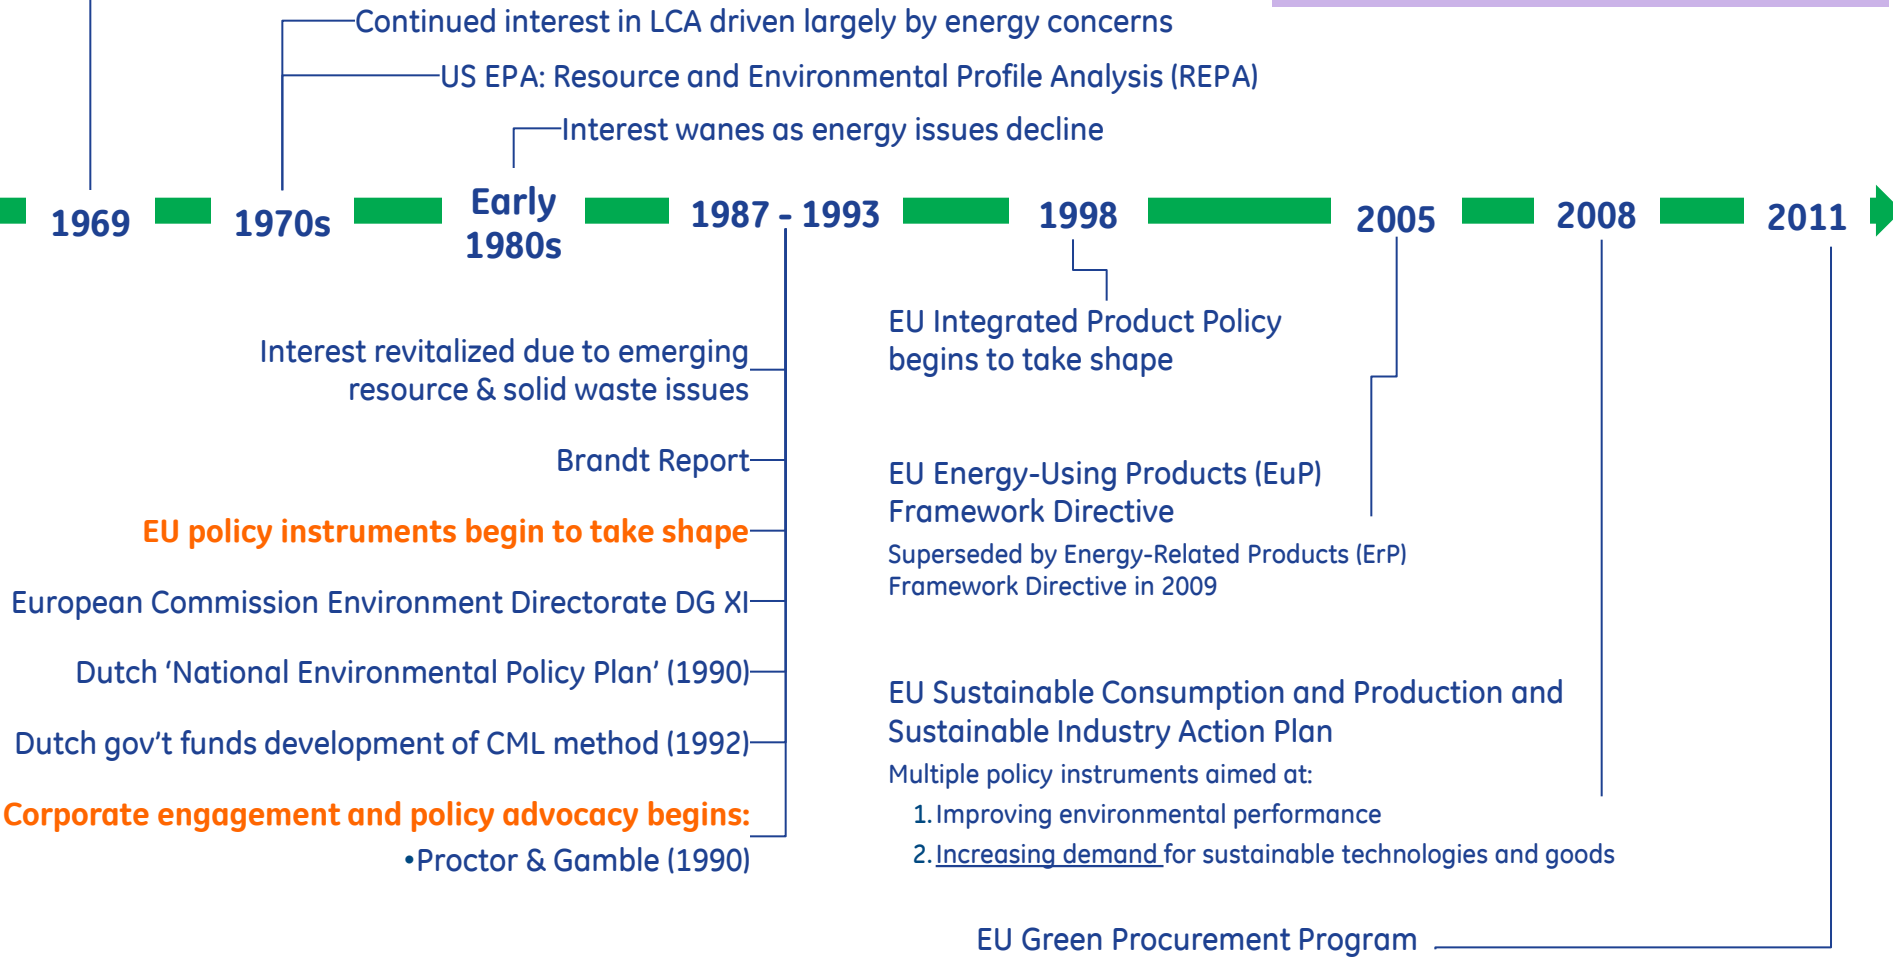 Continued interest in LCA driven largely by energy concerns
US EPA: Resource and Environmental Profile Analysis (REPA)
Interest wanes as energy issues decline
1969
1970s
Early
1980s
1987 - 1993
1998
2005
2008
2011
Interest revitalized due to emerging
resource & solid waste issues
Brandt Report
EU policy instruments begin to take shape
European Commission Environment Directorate DG XI
Dutch ‘National Environmental Policy Plan’ (1990)
Dutch gov’t funds development of CML method (1992)
Corporate engagement and policy advocacy begins:
•Proctor & Gamble (1990)
EU Integrated Product Policy
begins to take shape
EU Energy-Using Products (EuP)
Framework Directive
Superseded by Energy-Related Products (ErP)
Framework Directive in 2009
EU Sustainable Consumption and Production and
Sustainable Industry Action Plan
Multiple policy instruments aimed at:
1. Improving environmental performance
2. Increasing demand for sustainable technologies and goods
EU Green Procurement Program